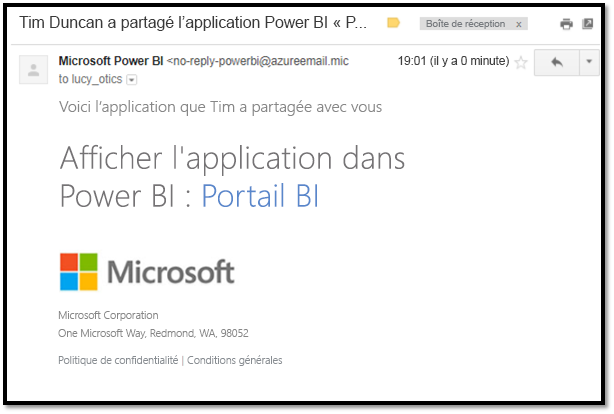 Tim Duncan a partagé l’application Power BI « P...
Boîte de réception x
Microsoft Power BI <no-reply-powerbi@azureemail.mic
19:01 (il y a 0 minute)
to lucy_otics
Voici l’application que Tim a partagée avec vous
Afficher l'application dans
Power BI : Portail BI
Microsoft
Microsoft Corporation
One Microsoft Way, Redmond, WA, 98052
Politique de confidentialité | Conditions générales